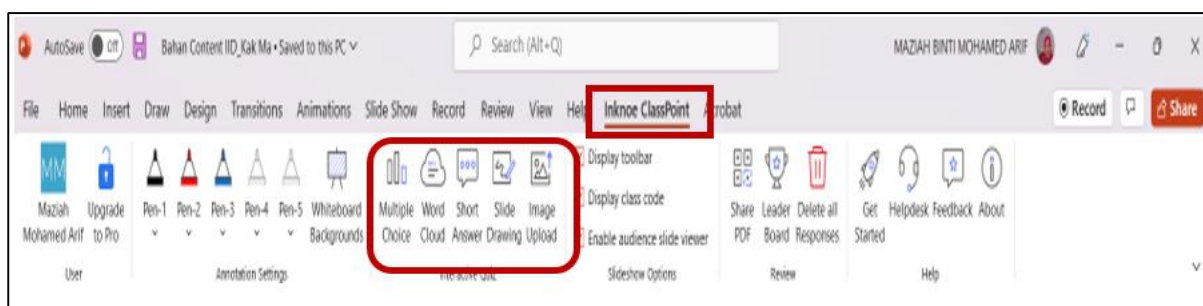 AutoSave Off Bahan Content IID_Kak Ma • Saved to this PC Search (Alt+Q) MAZIAH BINTI MOHAMED ARIF
File Home Insert Draw Design Transitions Animations Slide Show Record Review View Help Inknoe ClassPoint Acrobat Record Share
MM
Maziah Mohamed Arif
Upgrade to Pro
Pen-1 Pen-2 Pen-3 Pen-4 Pen-5
Whiteboard Backgrounds
Multiple Choice
Word Cloud
Short Answer
Slide Drawing
Image Upload
Display toolbar
Display class code
Enable audience slide viewer
Share PDF
Leader Board
Delete all Responses
Get Started
Helpdesk Feedback About
User Annotation Settings Interactive Quiz Slideshow Options Review Help